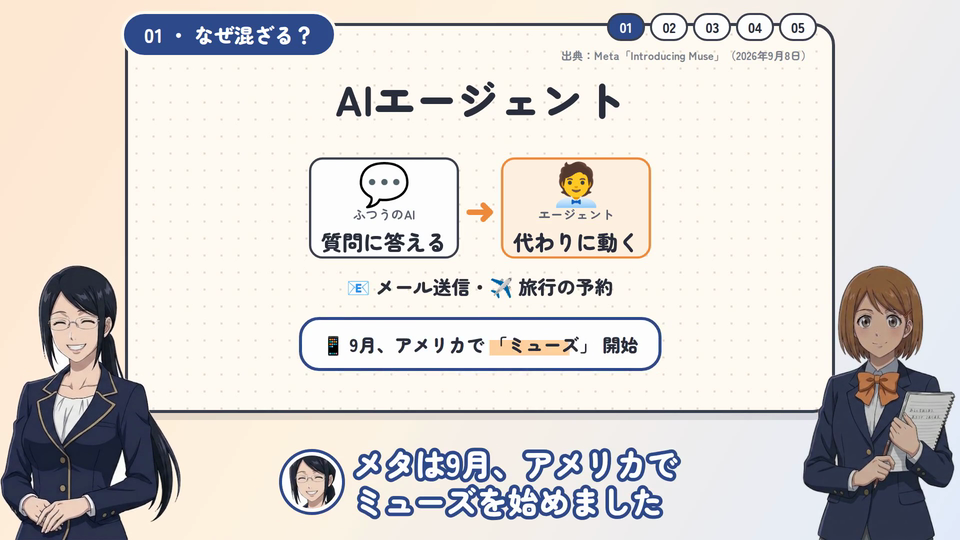 01 ・ なぜ混ざる？
01 02 03 04 05
出典：Meta「Introducing Muse」（2026年9月8日）
AIエージェント
ふつうのAI
質問に答える
エージェント
代わりに動く
メール送信・ 旅行の予約
9月、アメリカで 「ミューズ」 開始
メタは9月、アメリカで
ミューズを始めました